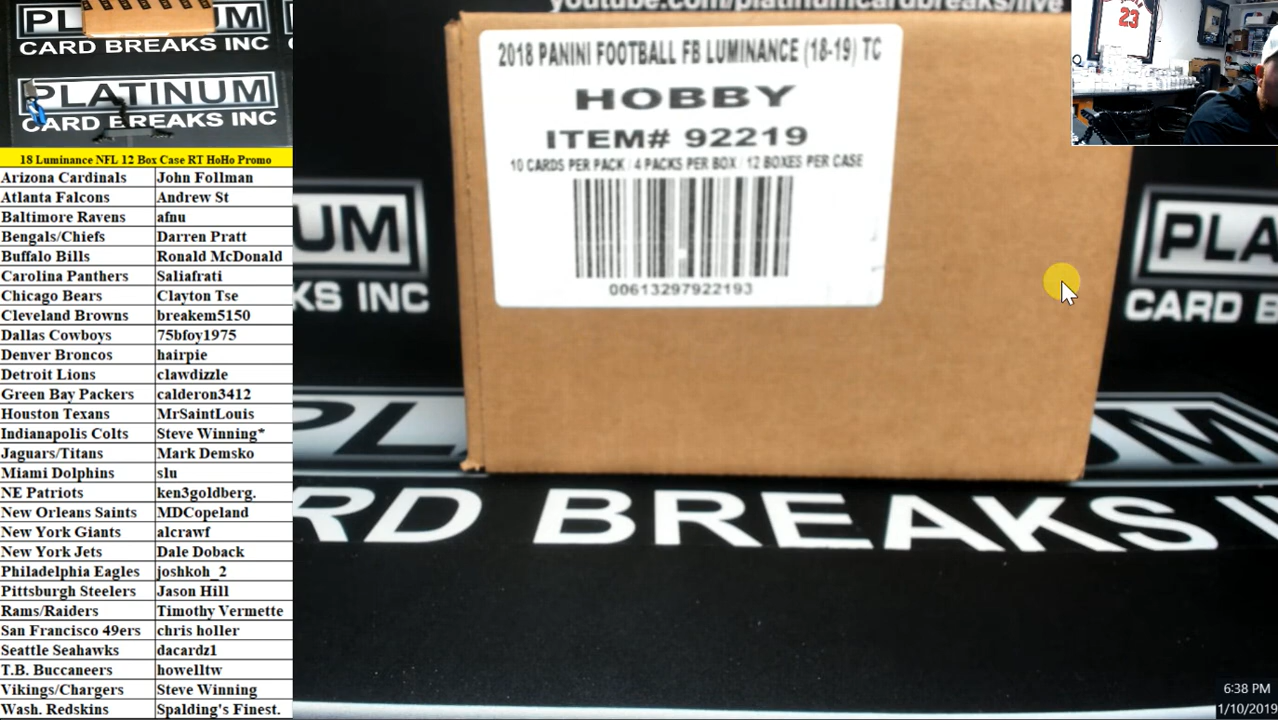 PL
CARD BREAKS INC
PLATINUM
CARD BREAKS INC
18 Luminance NFL 12 Box Case RT HoHo Promo
Arizona Cardinals John Follman
Atlanta Falcons Andrew St
Baltimore Ravens afnu
Bengals/Chiefs Darren Pratt
Buffalo Bills Ronald McDonald
Carolina Panthers Saliafrati
Chicago Bears Clayton Tse
Cleveland Browns breakem5150
Dallas Cowboys 75bfoy1975
Denver Broncos hairpie
Detroit Lions clawdizzle
Green Bay Packers calderon3412
Houston Texans MrSaintLouis
Indianapolis Colts Steve Winning*
Jaguars/Titans Mark Demsko
Miami Dolphins slu
NE Patriots ken3goldberg.
New Orleans Saints MDCopeland
New York Giants alcrawf
New York Jets Dale Doback
Philadelphia Eagles joshkoh_2
Pittsburgh Steelers Jason Hill
Rams/Raiders Timothy Vermette
San Francisco 49ers chris holler
Seattle Seahawks dacardz1
T.B. Buccaneers howelltw
Vikings/Chargers Steve Winning
Wash. Redskins Spalding's Finest.
youtube.com/platinumcardbreaks/live
2018 PANINI FOOTBALL FB LUMINANCE (18-19) TC
HOBBY
ITEM# 92219
10 CARDS PER PACK / 4 PACKS PER BOX / 12 BOXES PER CASE
00613297922193
23
UM
KS INC
PLA
CARD B
PL
UM
RD BREAKS I
6:38 PM
1/10/2019